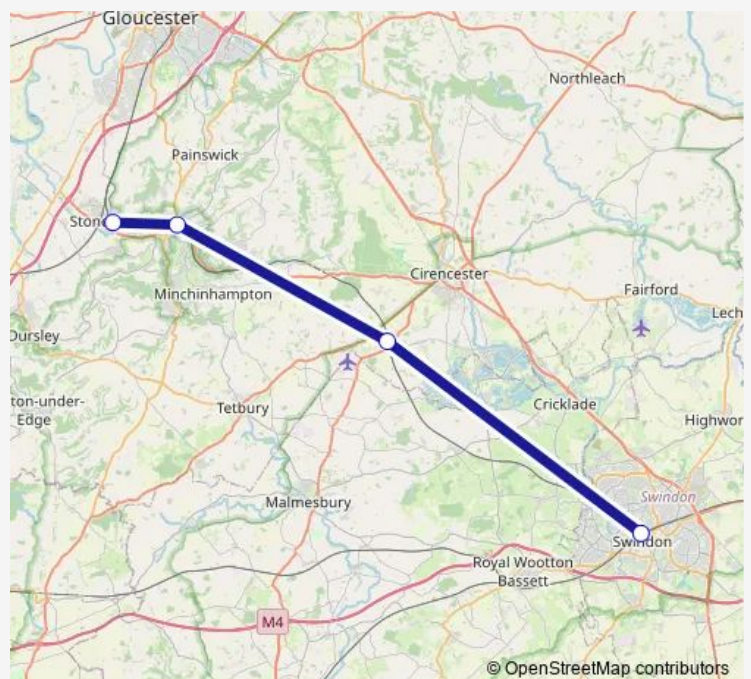 Gloucester
Northleach
Painswick
Ston
Cirencester
Minchinhampton
Fairford
Lech
Dursley
ton-under-
Edge
Tetbury
Cricklade
Highwor
Malmesbury
Swindon
Swindon
Royal Wootton
Bassett
M4
© OpenStreetMap contributors